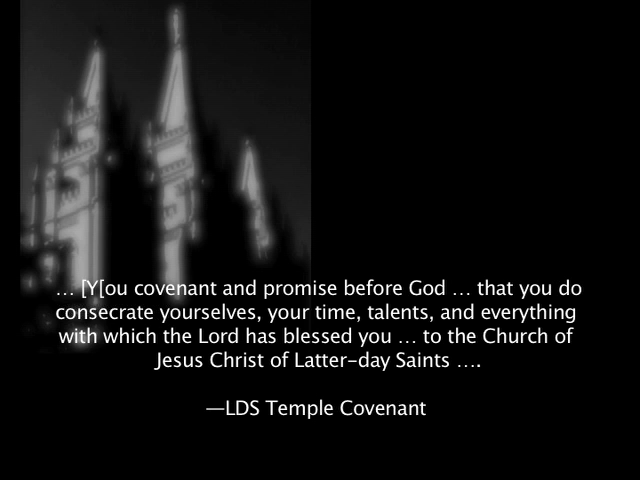 … [Y[ou covenant and promise before God … that you do
consecrate yourselves, your time, talents, and everything
with which the Lord has blessed you … to the Church of
Jesus Christ of Latter-day Saints ….
—LDS Temple Covenant